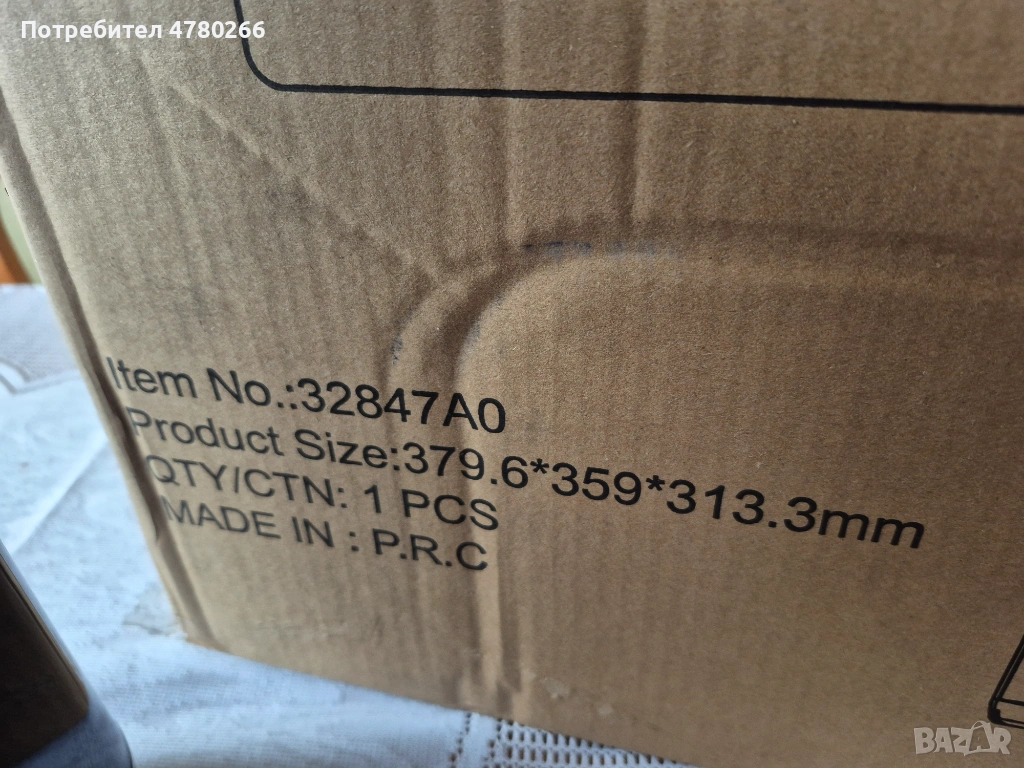 Потребител 4780266
Item No.:32847A0
Product Size:379.6*359*313.3mm
QTY/CTN: 1 PCS
MADE IN : P.R.C
BAZAR